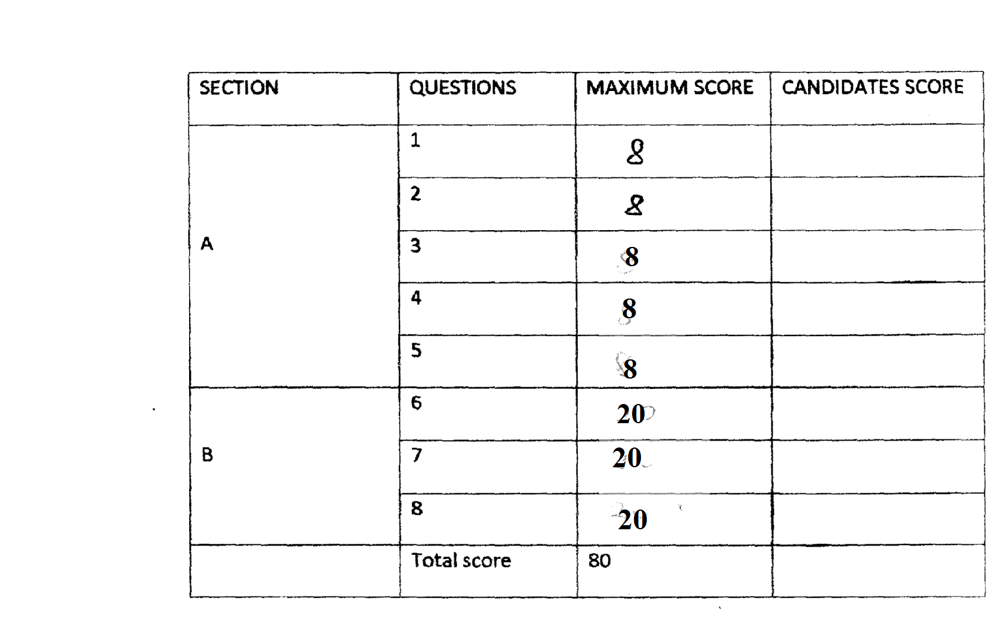 SECTION QUESTIONS MAXIMUM SCORE CANDIDATES SCORE
1 8
2 8
A 3 8
4 8
5 8
6 20
B 7 20
8 20
Total score 80